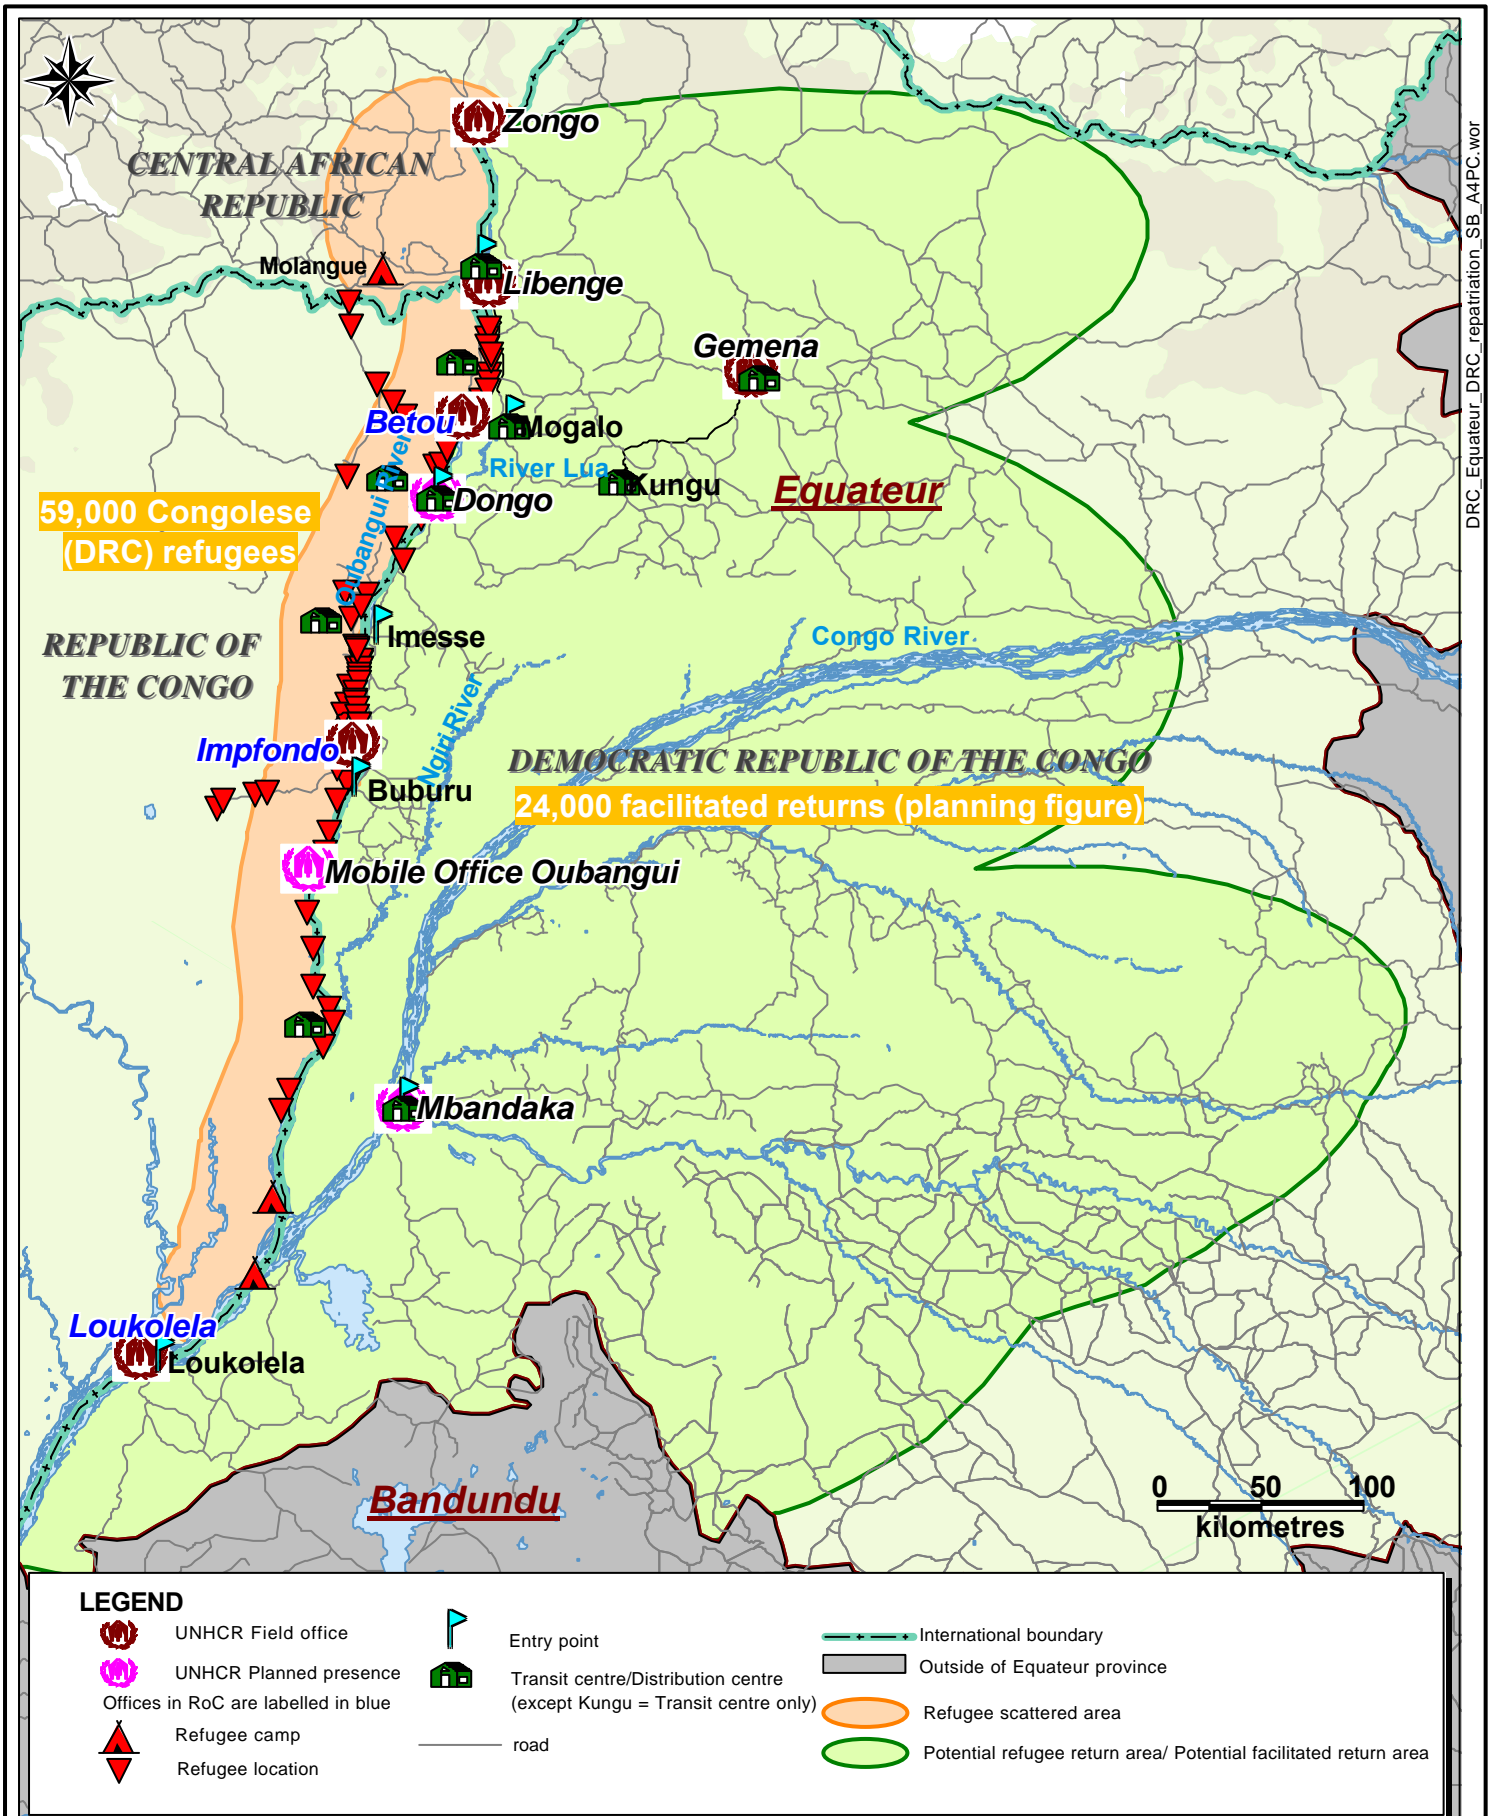 Zongo
CENTRAL AFRICAN
REPUBLIC
Molangue
Libenge
Gemena
Betou
Mogalo
River Lua
Kungu
Dongo
Equateur
59,000 Congolese
(DRC) refugees
Oubangui River
Imesse
Congo River
REPUBLIC OF
THE CONGO
Ngiri River
Impfondo
DEMOCRATIC REPUBLIC OF THE CONGO
Buburu
24,000 facilitated returns (planning figure)
Mobile Office Oubangui
Mbandaka
Loukolela
Loukolela
Bandundu
0 50 100
kilometres
DRC_Equateur_DRC_repatriation_SB_A4PC.wor
LEGEND
UNHCR Field office
UNHCR Planned presence
Offices in RoC are labelled in blue
Refugee camp
Refugee location
Entry point
Transit centre/Distribution centre
(except Kungu = Transit centre only)
road
International boundary
Outside of Equateur province
Refugee scattered area
Potential refugee return area/ Potential facilitated return area